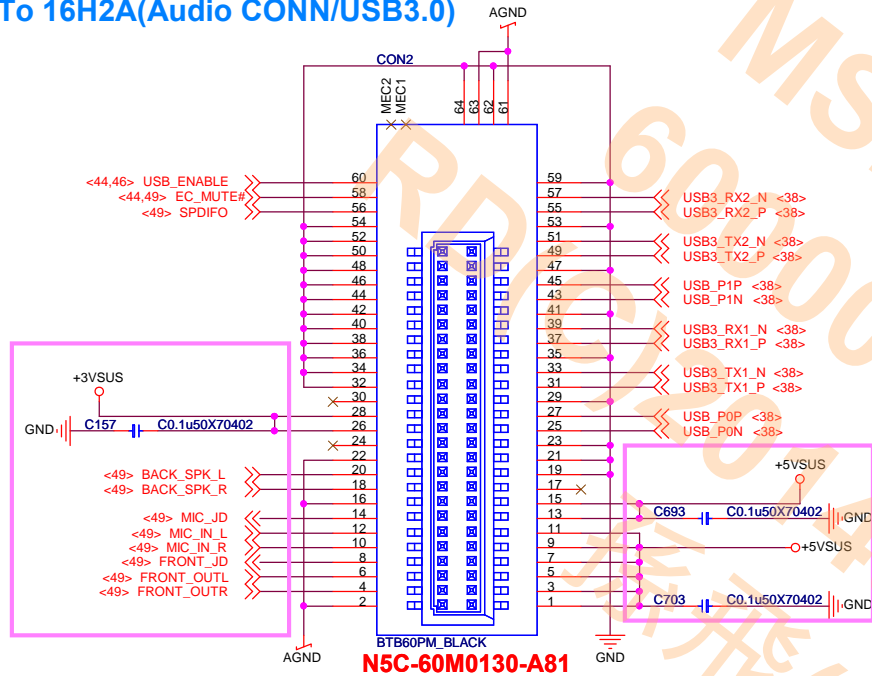 To 16H2A(Audio CONN/USB3.0)
AGND
CON2
MEC2
MEC1
64
63
62
61
<44,46> USB_ENABLE
<44,49> EC_MUTE#
<49> SPDIFO
60
58
56
54
52
50
48
46
44
42
40
38
36
34
32
30
28
26
24
22
20
18
16
14
12
10
8
6
4
2
59
57
55
53
51
49
47
45
43
41
39
37
35
33
31
29
27
25
23
21
19
17
15
13
11
9
7
5
3
1
USB3_RX2_N <38>
USB3_RX2_P <38>
USB3_TX2_N <38>
USB3_TX2_P <38>
USB_P1P <38>
USB_P1N <38>
USB3_RX1_N <38>
USB3_RX1_P <38>
USB3_TX1_N <38>
USB3_TX1_P <38>
USB_P0P <38>
USB_P0N <38>
+3VSUS
GND
C157
C0.1u50X70402
<49> BACK_SPK_L
<49> BACK_SPK_R
<49> MIC_JD
<49> MIC_IN_L
<49> MIC_IN_R
<49> FRONT_JD
<49> FRONT_OUTL
<49> FRONT_OUTR
+5VSUS
C693
C0.1u50X70402
GND
+5VSUS
C703
C0.1u50X70402
GND
AGND
BTB60PM_BLACK
N5C-60M0130-A81
GND